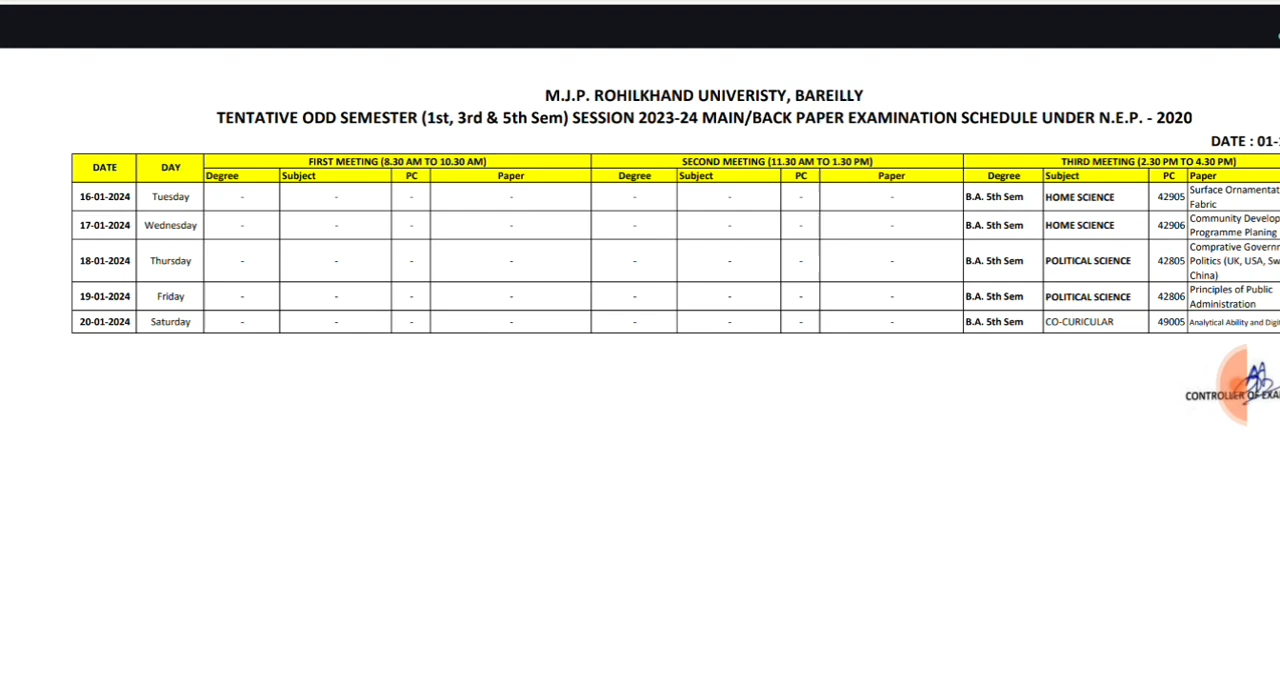 M.J.P. ROHILKHAND UNIVERISTY, BAREILLY
TENTATIVE ODD SEMESTER (1st, 3rd & 5th Sem) SESSION 2023-24 MAIN/BACK PAPER EXAMINATION SCHEDULE UNDER N.E.P. - 2020
DATE : 01-
DATE DAY FIRST MEETING (8.30 AM TO 10.30 AM) SECOND MEETING (11.30 AM TO 1.30 PM) THIRD MEETING (2.30 PM TO 4.30 PM)
Degree Subject PC Paper Degree Subject PC Paper Degree Subject PC Paper
16-01-2024 Tuesday - - - - - - - - B.A. 5th Sem HOME SCIENCE 42905 Surface Ornamentat
Fabric
17-01-2024 Wednesday - - - - - - - - B.A. 5th Sem HOME SCIENCE 42906 Community Develop
Programme Planing
18-01-2024 Thursday - - - - - - - - B.A. 5th Sem POLITICAL SCIENCE 42805 Comprative Governm
Politics (UK, USA, Sw
China)
19-01-2024 Friday - - - - - - - - B.A. 5th Sem POLITICAL SCIENCE 42806 Principles of Public
Administration
20-01-2024 Saturday - - - - - - - - B.A. 5th Sem CO-CURICULAR 49005 Analytical Ability and Digit
CONTROLLER OF EXA